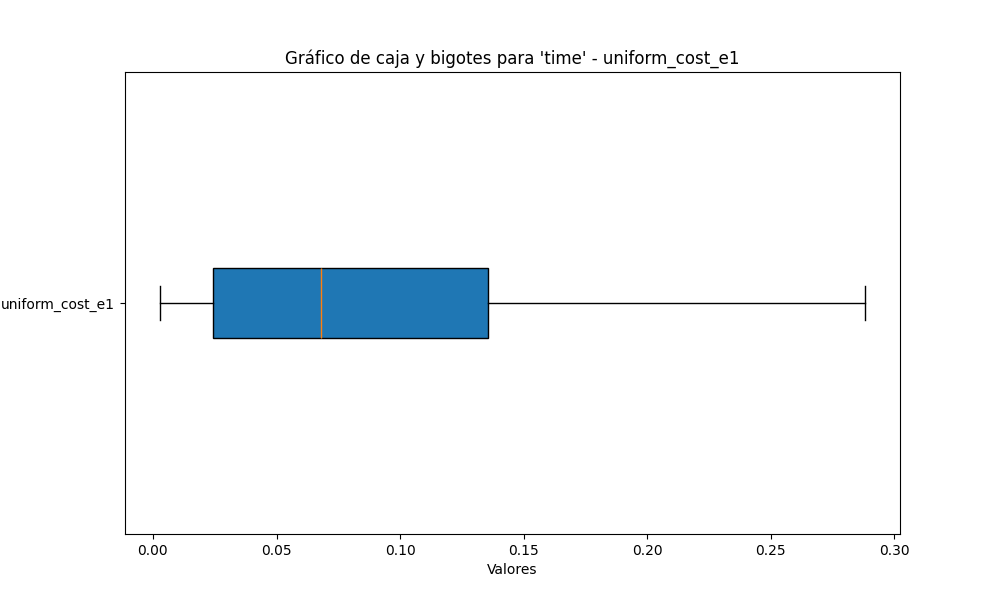 Gráfico de caja y bigotes para 'time' - uniform_cost_e1
uniform_cost_e1
0.00 0.05 0.10 0.15 0.20 0.25 0.30
Valores